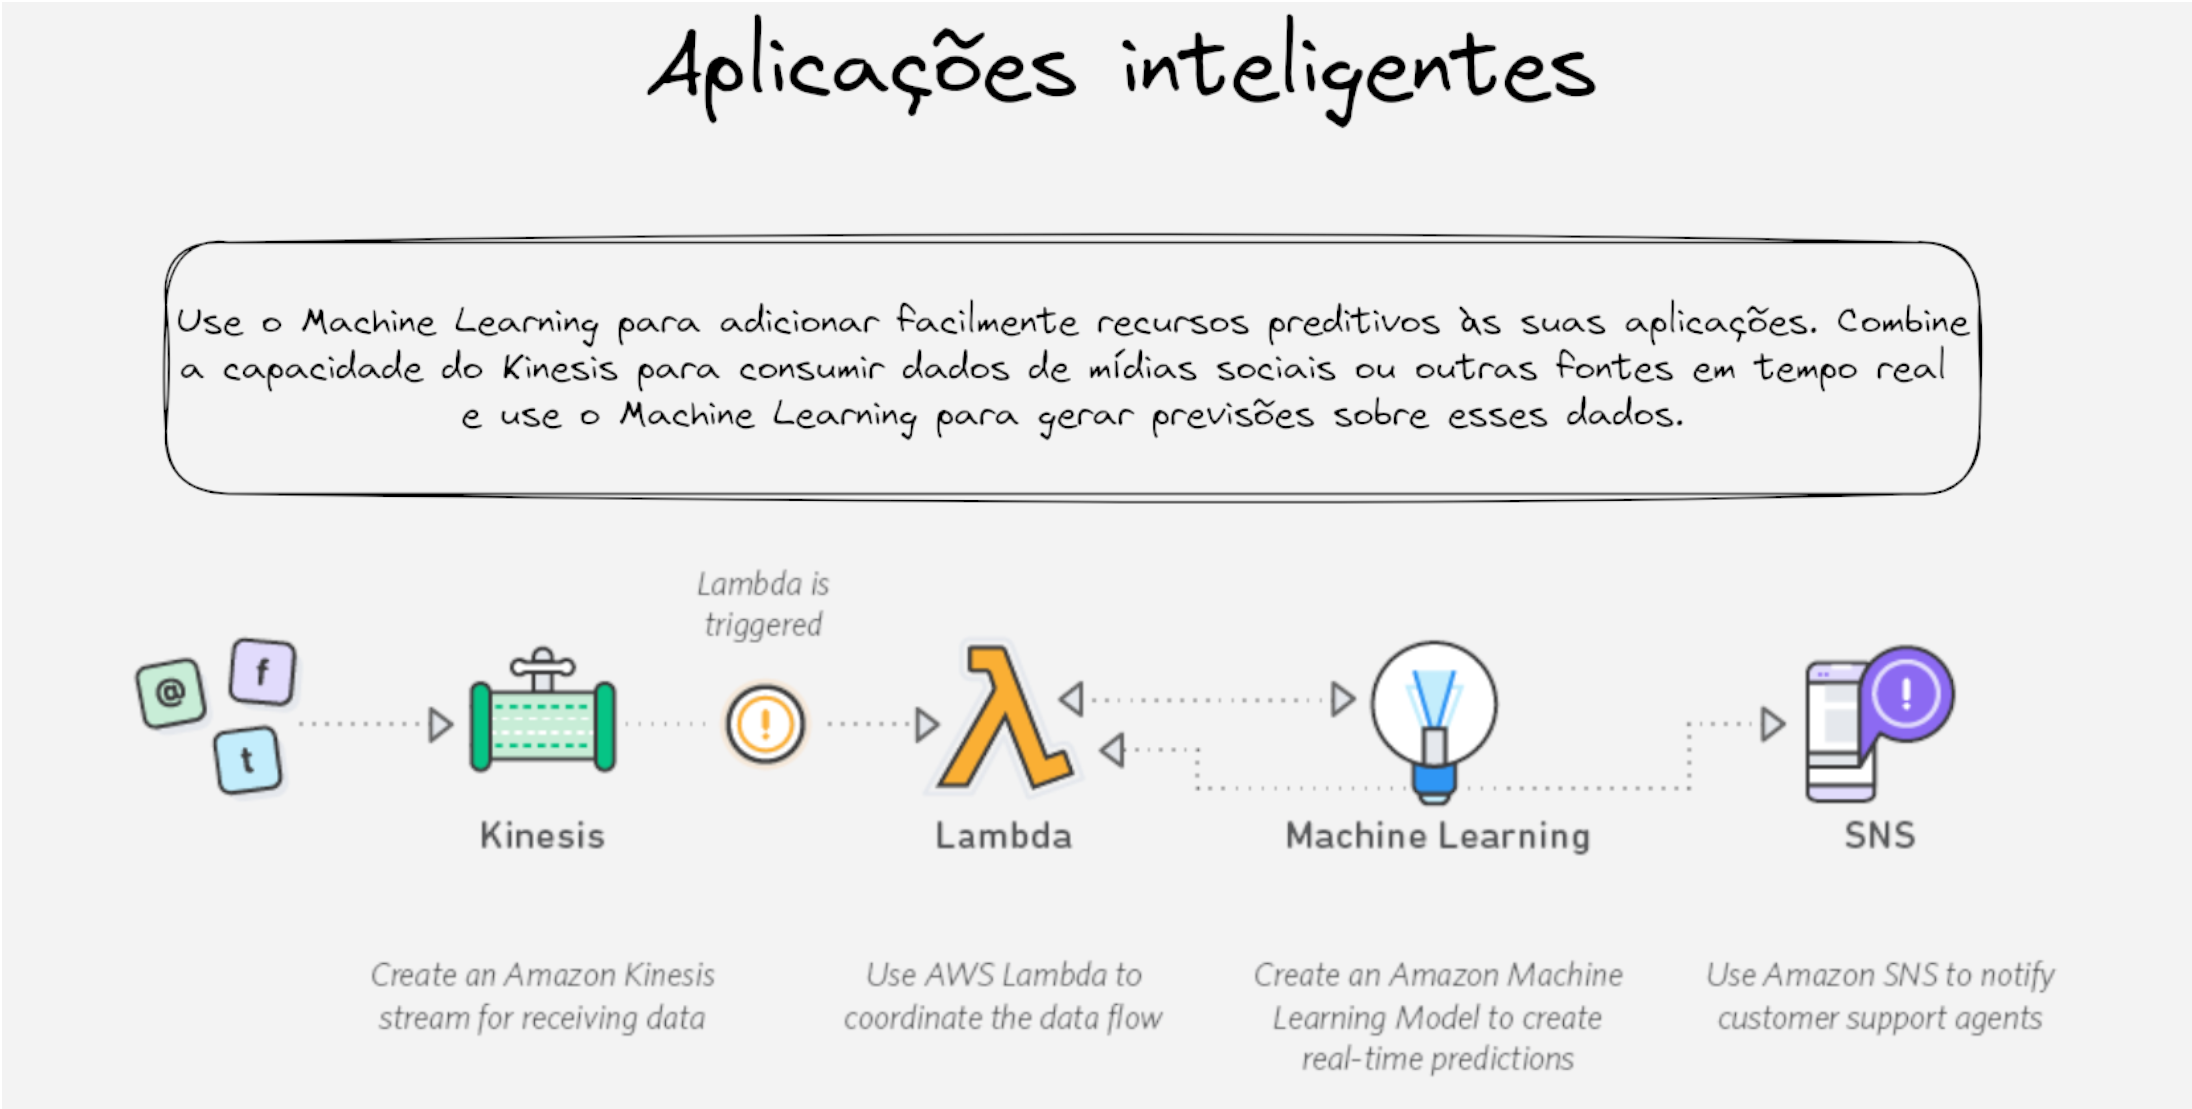 Aplicações inteligentes
Use o Machine Learning para adicionar facilmente recursos preditivos às suas aplicações. Combine
a capacidade do Kinesis para consumir dados de mídias sociais ou outras fontes em tempo real
e use o Machine Learning para gerar previsões sobre esses dados.
Lambda is
triggered
@
f
t
!
!
Kinesis
Lambda
Machine Learning
SNS
Create an Amazon Kinesis
stream for receiving data
Use AWS Lambda to
coordinate the data flow
Create an Amazon Machine
Learning Model to create
real-time predictions
Use Amazon SNS to notify
customer support agents